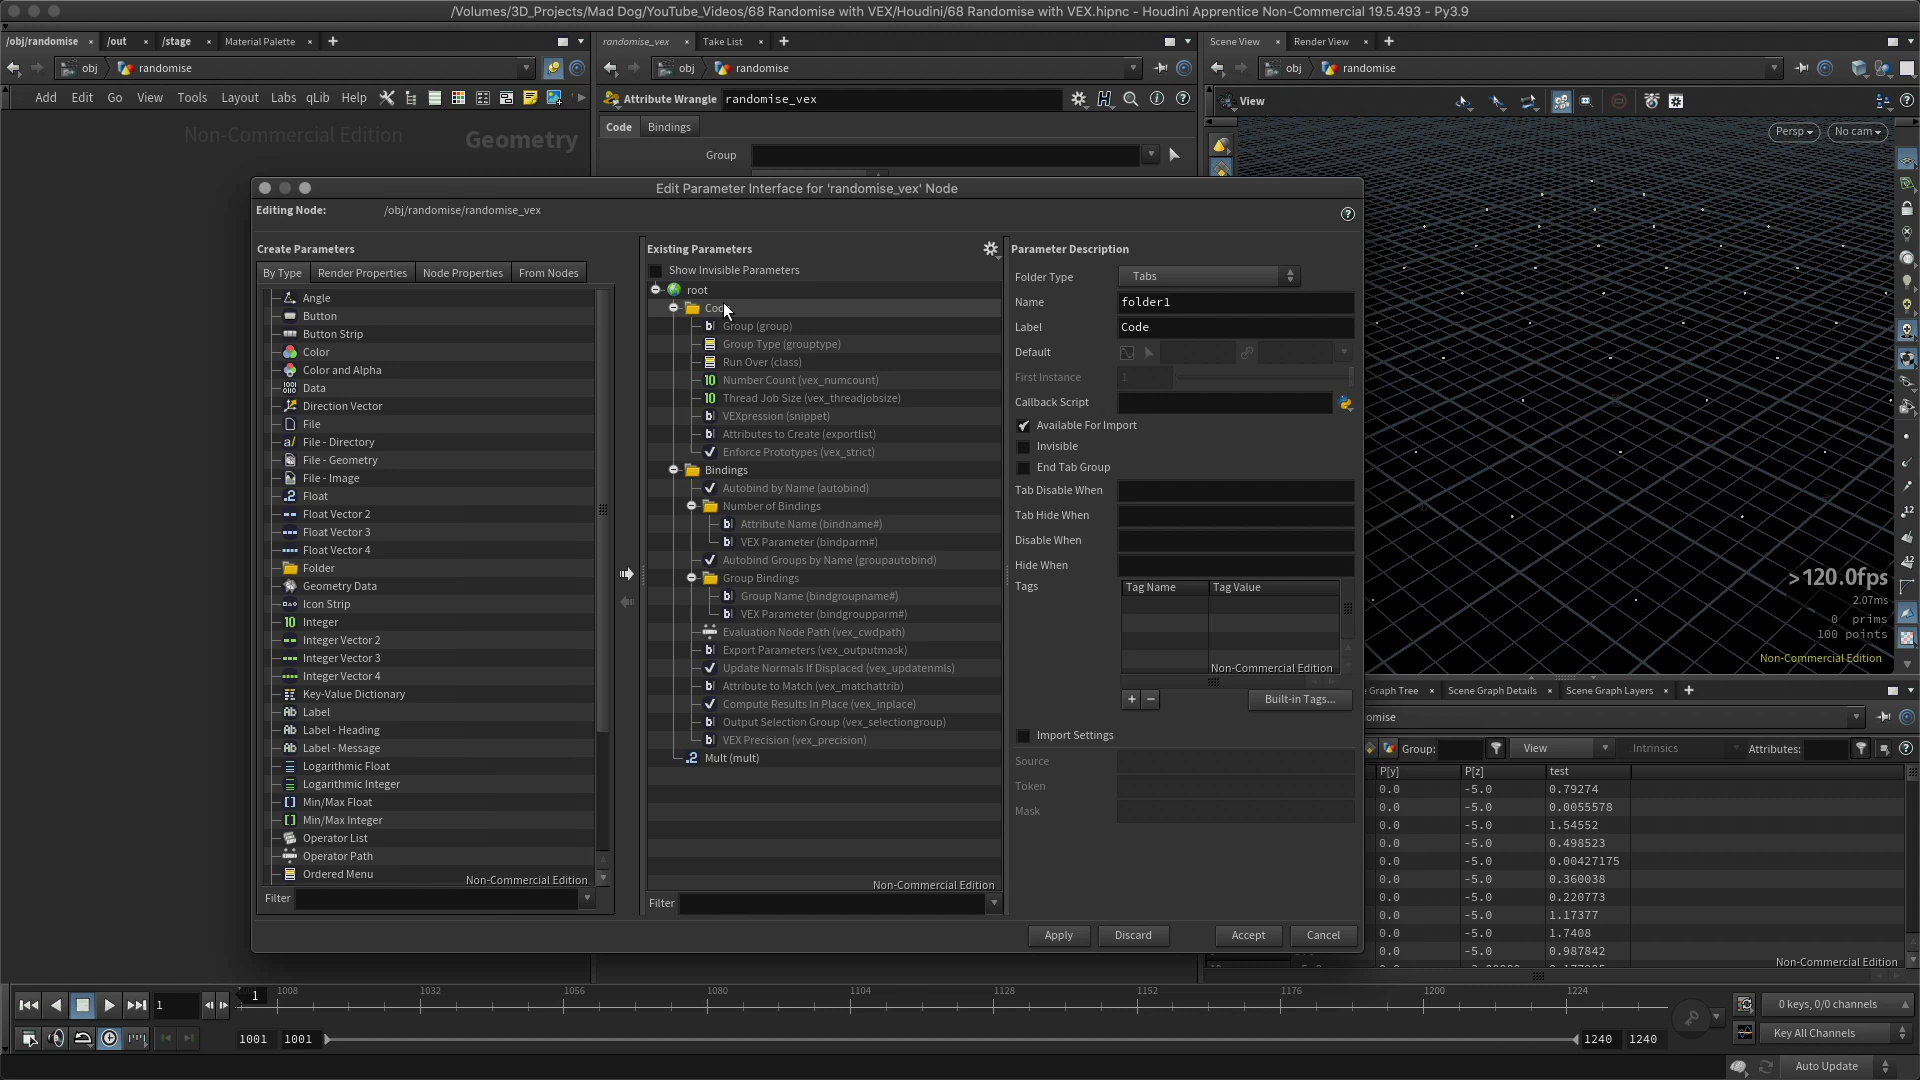 /Volumes/3D_Projects/Mad Dog/YouTube_Videos/68 Randomise with VEX/Houdini/68 Randomise with VEX.hipnc - Houdini Apprentice Non-Commercial 19.5.493 - Py3.9
/obj/randomise /out /stage Material Palette
randomise_vex Take List
Scene View Render View
obj randomise
obj randomise
obj randomise
Add Edit Go View Tools Layout Labs qLib Help
Attribute Wrangle randomise_vex
View
Non-Commercial Edition Geometry
Code Bindings
Group
Persp No cam
Edit Parameter Interface for 'randomise_vex' Node
Editing Node: /obj/randomise/randomise_vex
Create Parameters
By Type Render Properties Node Properties From Nodes
Angle
Button
Button Strip
Color
Color and Alpha
Data
Direction Vector
File
File - Directory
File - Geometry
File - Image
Float
Float Vector 2
Float Vector 3
Float Vector 4
Folder
Geometry Data
Icon Strip
Integer
Integer Vector 2
Integer Vector 3
Integer Vector 4
Key-Value Dictionary
Label
Label - Heading
Label - Message
Logarithmic Float
Logarithmic Integer
Min/Max Float
Min/Max Integer
Operator List
Operator Path
Ordered Menu
Non-Commercial Edition
Filter
Existing Parameters
Show Invisible Parameters
root
Code
Group (group)
Group Type (grouptype)
Run Over (class)
Number Count (vex_numcount)
Thread Job Size (vex_threadjobsize)
VEXpression (snippet)
Attributes to Create (exportlist)
Enforce Prototypes (vex_strict)
Bindings
Autobind by Name (autobind)
Number of Bindings
Attribute Name (bindname#)
VEX Parameter (bindparm#)
Autobind Groups by Name (groupautobind)
Group Bindings
Group Name (bindgroupname#)
VEX Parameter (bindgroupparm#)
Evaluation Node Path (vex_cwdpath)
Export Parameters (vex_outputmask)
Update Normals If Displaced (vex_updatenmls)
Attribute to Match (vex_matchattrib)
Compute Results In Place (vex_inplace)
Output Selection Group (vex_selectiongroup)
VEX Precision (vex_precision)
Mult (mult)
Non-Commercial Edition
Filter
Parameter Description
Folder Type Tabs
Name folder1
Label Code
Default
First Instance 1
Callback Script
Available For Import
Invisible
End Tab Group
Tab Disable When
Tab Hide When
Disable When
Hide When
Tags Tag Name Tag Value
Non-Commercial Edition
+ − Built-in Tags...
Import Settings
Source
Token
Mask
Apply Discard Accept Cancel
>120.0fps
2.07ms
0 prims
100 points
Non-Commercial Edition
Graph Tree Scene Graph Details Scene Graph Layers
omise
Group: View Intrinsics Attributes:
P[y] P[z] test
0.0 -5.0 0.79274
0.0 -5.0 0.0055578
0.0 -5.0 1.54552
0.0 -5.0 0.498523
0.0 -5.0 0.00427175
0.0 -5.0 0.360038
0.0 -5.0 0.220773
0.0 -5.0 1.17377
0.0 -5.0 1.7408
0.0 -5.0 0.987842
Non-Commercial Edition
1 1 1008 1032 1056 1080 1104 1128 1152 1176 1200 1224
0 keys, 0/0 channels
1001 1001 1240 1240
Key All Channels
Auto Update